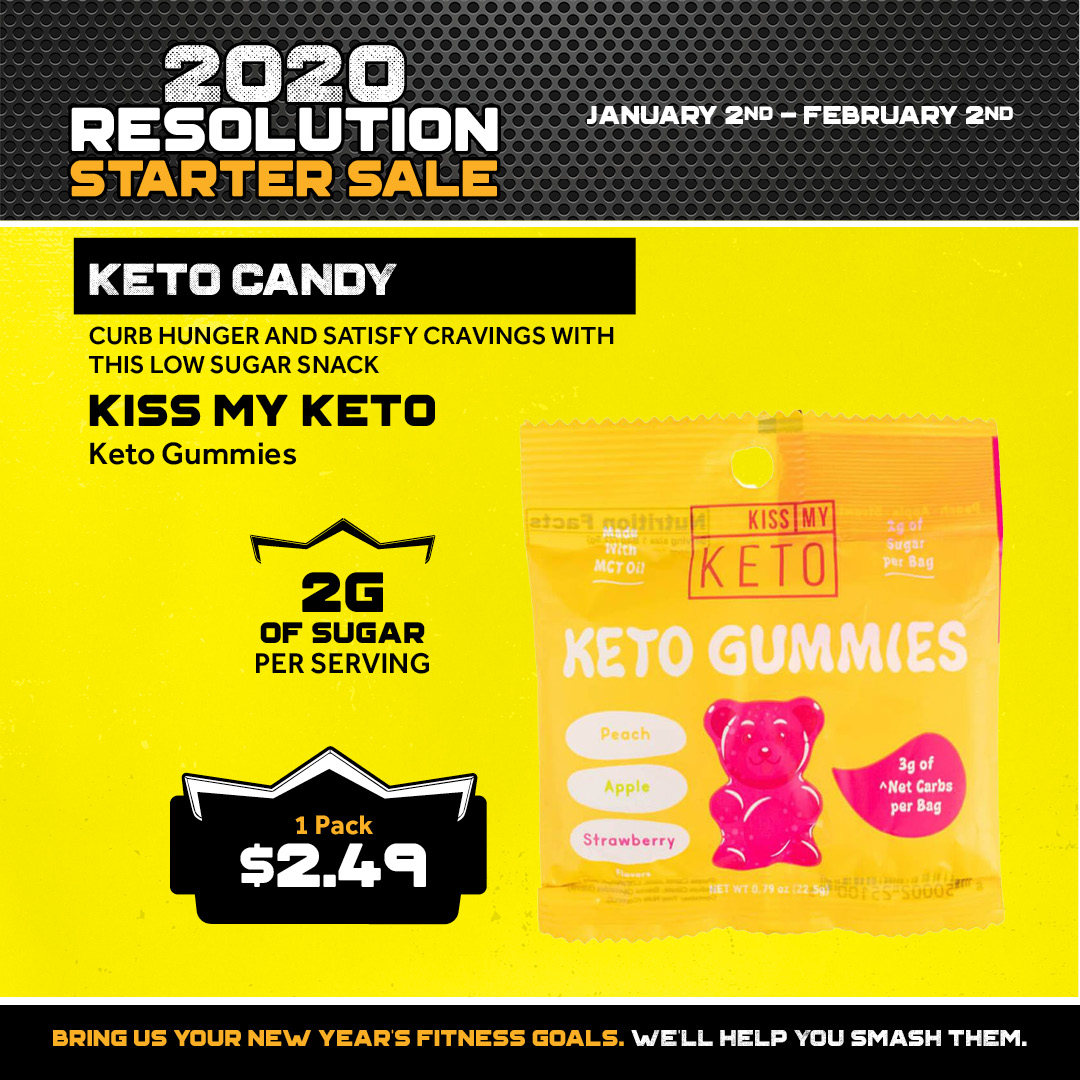 2020
RESOLUTION
STARTER SALE
JANUARY 2ND – FEBRUARY 2ND
KETO CANDY
CURB HUNGER AND SATISFY CRAVINGS WITH
THIS LOW SUGAR SNACK
KISS MY KETO
Keto Gummies
2G
OF SUGAR
PER SERVING
1 Pack
$2.49
Nutrition Facts
Made
With
MCT Oil
KISS MY
KETO
2g of
Sugar
per Bag
KETO GUMMIES
Peach
Apple
Strawberry
Flavors
3g of
^Net Carbs
per Bag
NET WT 0.79 oz (22.5g)
BRING US YOUR NEW YEAR'S FITNESS GOALS. WE'LL HELP YOU SMASH THEM.